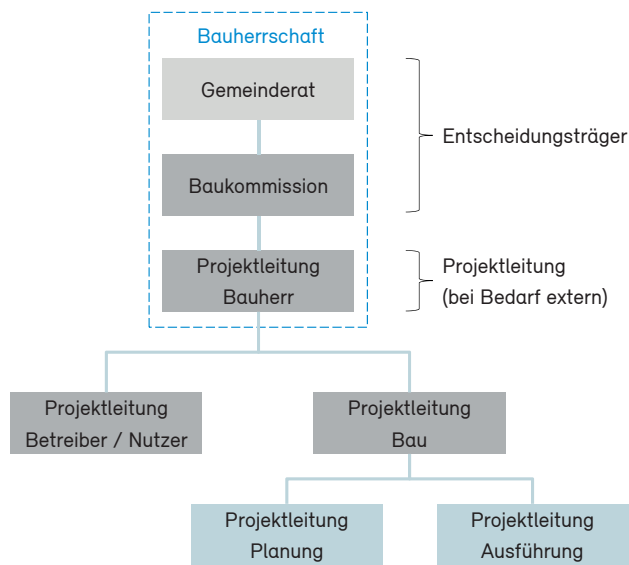 Bauherrschaft
Gemeinderat
Entscheidungsträger
Baukommission
Projektleitung
Bauherr
Projektleitung
(bei Bedarf extern)
Projektleitung
Betreiber / Nutzer
Projektleitung
Bau
Projektleitung
Planung
Projektleitung
Ausführung